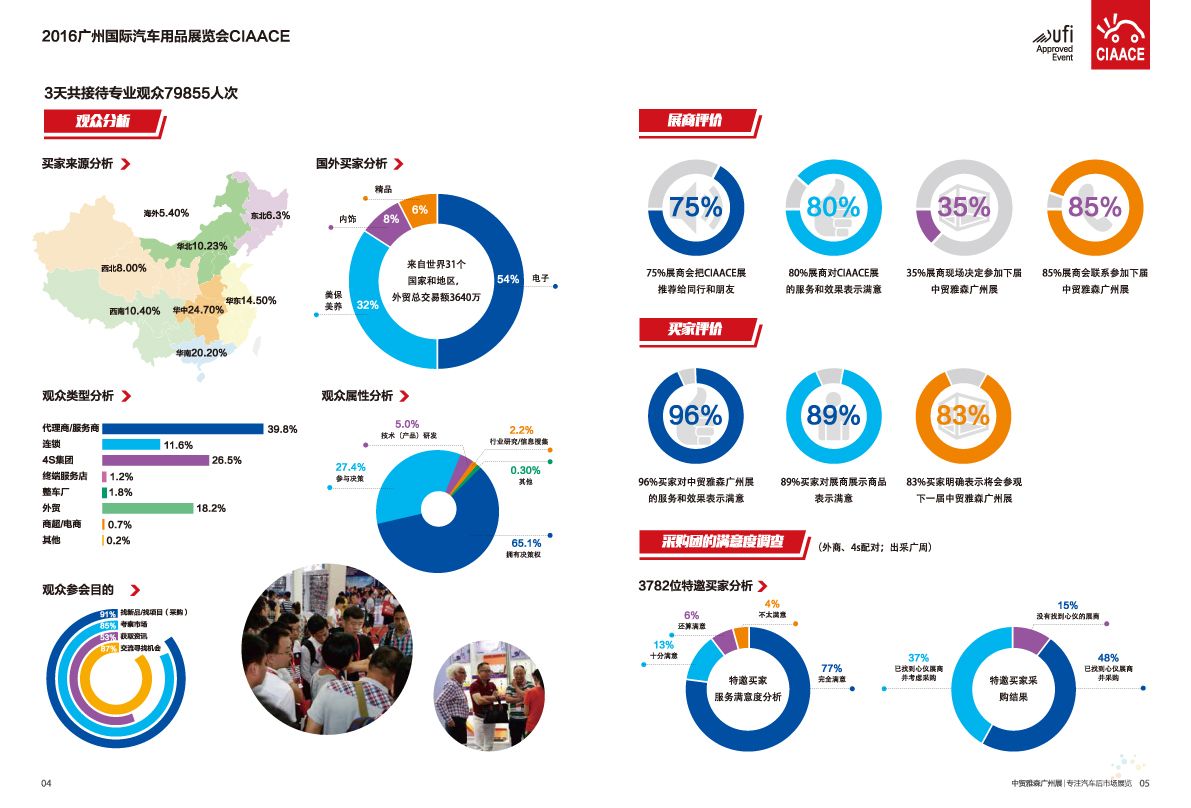 2016广州国际汽车用品展览会CIAACE
ufi
Approved
Event
CIAACE
3天共接待专业观众79855人次
观众分析
买家来源分析
海外5.40%
东北6.3%
华北10.23%
西北8.00%
华东14.50%
西南10.40%
华中24.70%
华南20.20%
国外买家分析
精品
6%
内饰
8%
54%
电子
美保
美养
32%
来自世界31个
国家和地区,
外贸总交易额3640万
观众类型分析
代理商/服务商 39.8%
连锁 11.6%
4S集团 26.5%
终端服务店 1.2%
整车厂 1.8%
外贸 18.2%
商超/电商 0.7%
其他 0.2%
观众属性分析
5.0%
技术（产品）研发
2.2%
行业研究/信息搜集
0.30%
其他
27.4%
参与决策
65.1%
拥有决策权
观众参会目的
91% 找新品/找项目（采购）
85% 考察市场
53% 获取资讯
87% 交流寻找机会
展商评价
75%
75%展商会把CIAACE展
推荐给同行和朋友
80%
80%展商对CIAACE展
的服务和效果表示满意
35%
35%展商现场决定参加下届
中贸雅森广州展
85%
85%展商会联系参加下届
中贸雅森广州展
买家评价
96%
96%买家对中贸雅森广州展
的服务和效果表示满意
89%
89%买家对展商展示商品
表示满意
83%
83%买家明确表示将会参观
下一届中贸雅森广州展
采购团的满意度调查
（外商、4s配对；出采广周）
3782位特邀买家分析
4%
不太满意
6%
还算满意
13%
十分满意
77%
完全满意
特邀买家
服务满意度分析
15%
没有找到心仪的展商
37%
已找到心仪展商
并考虑采购
48%
已找到心仪展商
并采购
特邀买家采
购结果
04
中贸雅森广州展|专注汽车后市场展览 05